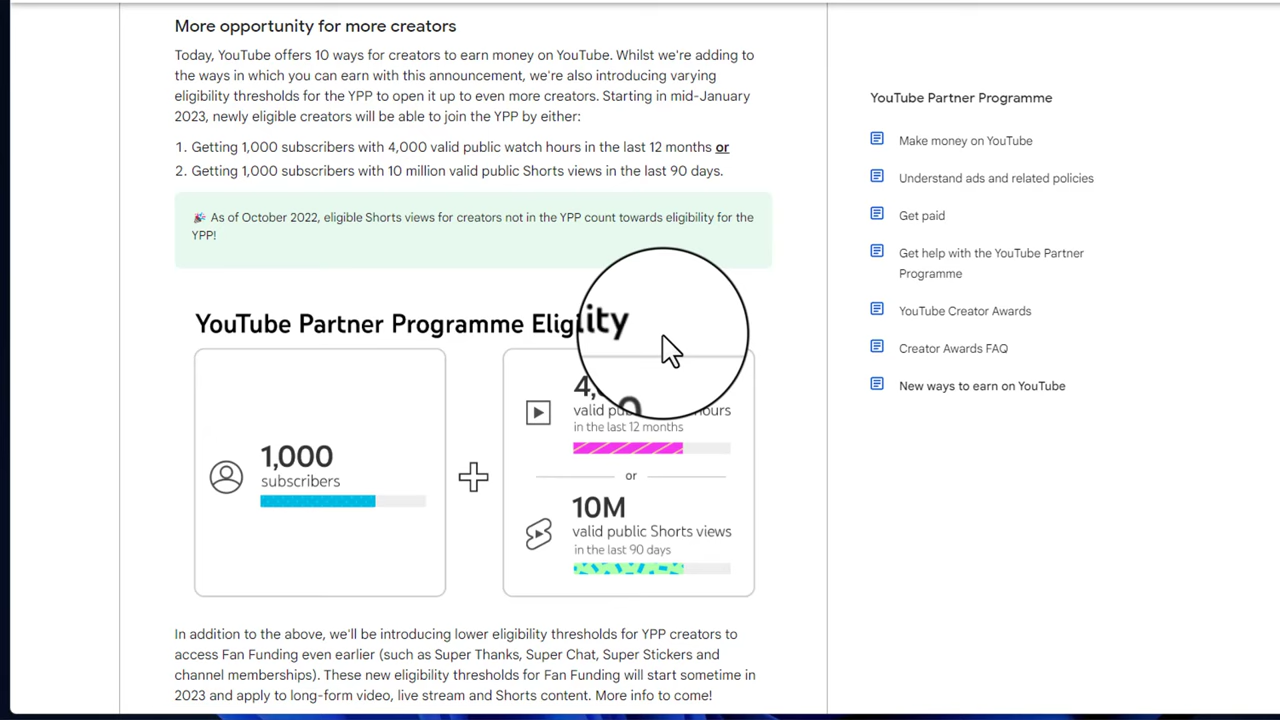 More opportunity for more creators
Today, YouTube offers 10 ways for creators to earn money on YouTube. Whilst we're adding to
the ways in which you can earn with this announcement, we're also introducing varying
eligibility thresholds for the YPP to open it up to even more creators. Starting in mid-January
2023, newly eligible creators will be able to join the YPP by either:
1. Getting 1,000 subscribers with 4,000 valid public watch hours in the last 12 months or
2. Getting 1,000 subscribers with 10 million valid public Shorts views in the last 90 days.
🎉 As of October 2022, eligible Shorts views for creators not in the YPP count towards eligibility for the
YPP!
YouTube Partner Programme
1,000
subscribers
in the last 12 months
or
10M
valid public Shorts views
in the last 90 days
In addition to the above, we'll be introducing lower eligibility thresholds for YPP creators to
access Fan Funding even earlier (such as Super Thanks, Super Chat, Super Stickers and
channel memberships). These new eligibility thresholds for Fan Funding will start sometime in
2023 and apply to long-form video, live stream and Shorts content. More info to come!
YouTube Partner Programme
Make money on YouTube
Understand ads and related policies
Get paid
Get help with the YouTube Partner
Programme
YouTube Creator Awards
Creator Awards FAQ
New ways to earn on YouTube